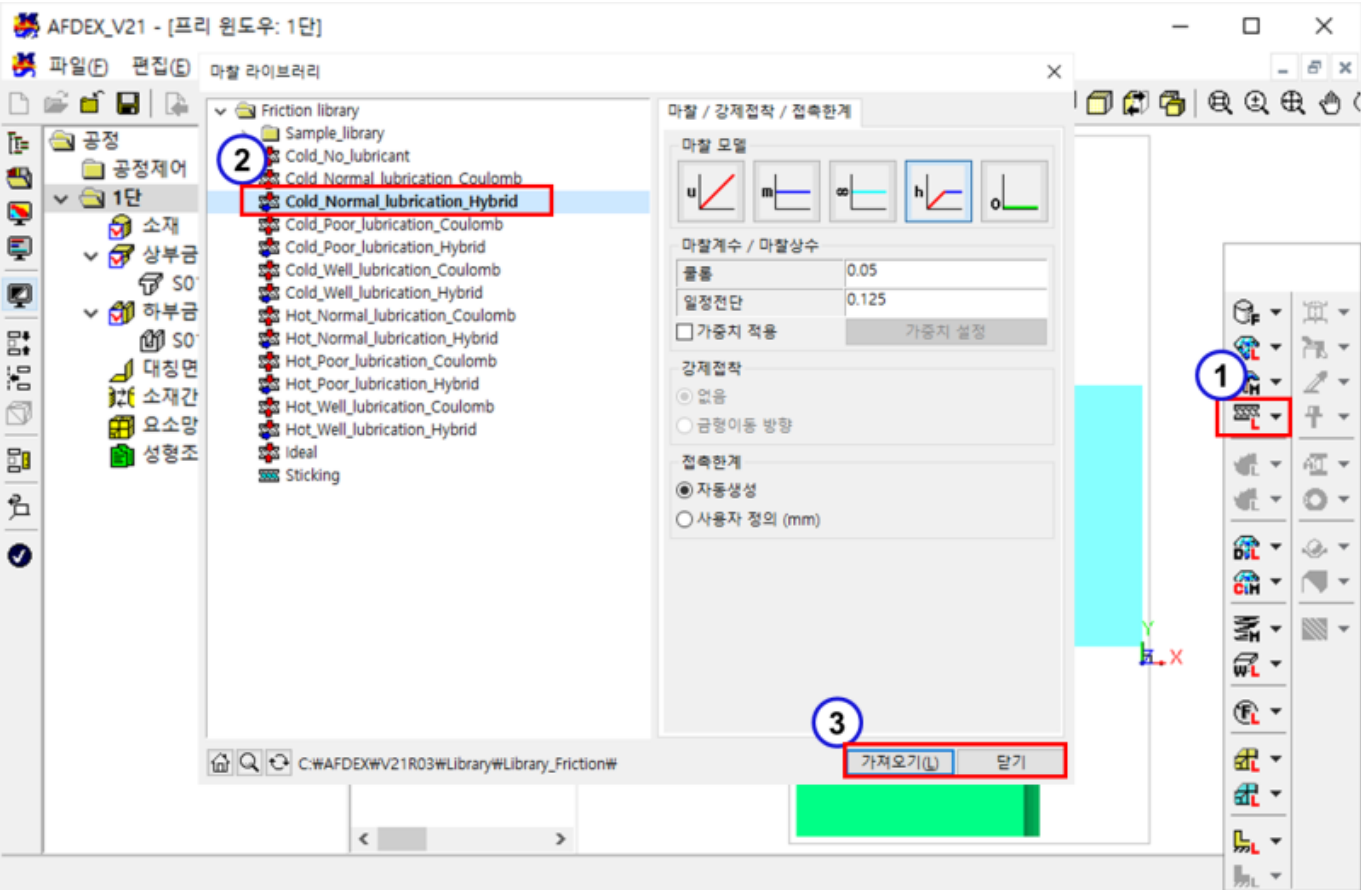 AFDEX_V21 - [프리 윈도우: 1단]
파일(F) 편집(E)
마찰 라이브러리
공정
공정제어
1단
소재
상부금
S0
하부금
S0
대칭면
소재간
요소망
성형조
Friction library
Sample_library
Cold_No_lubricant
Cold_Normal_lubrication_Coulomb
Cold_Normal_lubrication_Hybrid
Cold_Poor_lubrication_Coulomb
Cold_Poor_lubrication_Hybrid
Cold_Well_lubrication_Coulomb
Cold_Well_lubrication_Hybrid
Hot_Normal_lubrication_Coulomb
Hot_Normal_lubrication_Hybrid
Hot_Poor_lubrication_Coulomb
Hot_Poor_lubrication_Hybrid
Hot_Well_lubrication_Coulomb
Hot_Well_lubrication_Hybrid
Ideal
Sticking
2
마찰 / 강제접착 / 접촉한계
마찰 모델
u m ∞ h 0
마찰계수 / 마찰상수
쿨롱 0.05
일정전단 0.125
가중치 적용 가중치 설정
강제접착
없음
금형이동 방향
접촉한계
자동생성
사용자 정의 (mm)
1
3
C:₩AFDEX₩V21R03₩Library₩Library_Friction₩
가져오기(L) 닫기
Y
X